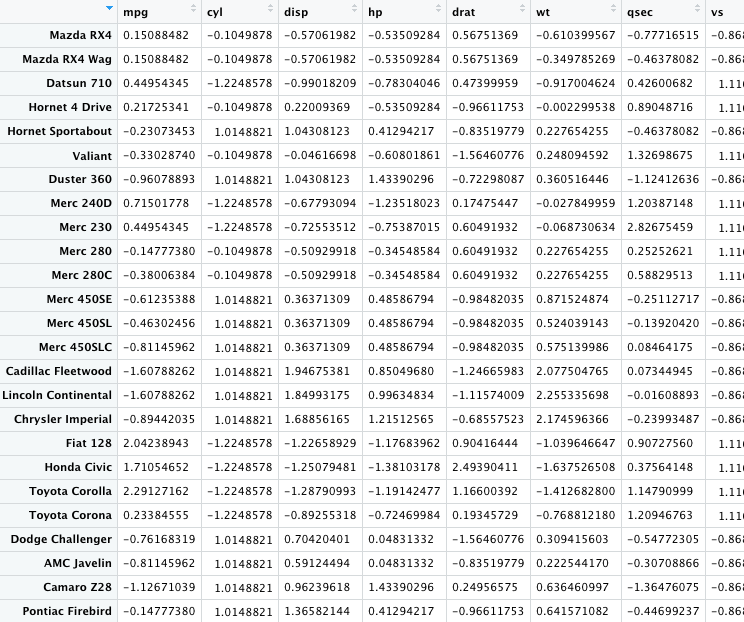 mpg cyl disp hp drat wt qsec vs
Mazda RX4 0.15088482 −0.1049878 −0.57061982 −0.53509284 0.56751369 −0.610399567 −0.77716515 −0.868
Mazda RX4 Wag 0.15088482 −0.1049878 −0.57061982 −0.53509284 0.56751369 −0.349785269 −0.46378082 −0.868
Datsun 710 0.44954345 −1.2248578 −0.99018209 −0.78304046 0.47399959 −0.917004624 0.42600682 1.116
Hornet 4 Drive 0.21725341 −0.1049878 0.22009369 −0.53509284 −0.96611753 −0.002299538 0.89048716 1.116
Hornet Sportabout −0.23073453 1.0148821 1.04308123 0.41294217 −0.83519779 0.227654255 −0.46378082 −0.868
Valiant −0.33028740 −0.1049878 −0.04616698 −0.60801861 −1.56460776 0.248094592 1.32698675 1.116
Duster 360 −0.96078893 1.0148821 1.04308123 1.43390296 −0.72298087 0.360516446 −1.12412636 −0.868
Merc 240D 0.71501778 −1.2248578 −0.67793094 −1.23518023 0.17475447 −0.027849959 1.20387148 1.116
Merc 230 0.44954345 −1.2248578 −0.72553512 −0.75387015 0.60491932 −0.068730634 2.82675459 1.116
Merc 280 −0.14777380 −0.1049878 −0.50929918 −0.34548584 0.60491932 0.227654255 0.25252621 1.116
Merc 280C −0.38006384 −0.1049878 −0.50929918 −0.34548584 0.60491932 0.227654255 0.58829513 1.116
Merc 450SE −0.61235388 1.0148821 0.36371309 0.48586794 −0.98482035 0.871524874 −0.25112717 −0.868
Merc 450SL −0.46302456 1.0148821 0.36371309 0.48586794 −0.98482035 0.524039143 −0.13920420 −0.868
Merc 450SLC −0.81145962 1.0148821 0.36371309 0.48586794 −0.98482035 0.575139986 0.08464175 −0.868
Cadillac Fleetwood −1.60788262 1.0148821 1.94675381 0.85049680 −1.24665983 2.077504765 0.07344945 −0.868
Lincoln Continental −1.60788262 1.0148821 1.84993175 0.99634834 −1.11574009 2.255335698 −0.01608893 −0.868
Chrysler Imperial −0.89442035 1.0148821 1.68856165 1.21512565 −0.68557523 2.174596366 −0.23993487 −0.868
Fiat 128 2.04238943 −1.2248578 −1.22658929 −1.17683962 0.90416444 −1.039646647 0.90727560 1.116
Honda Civic 1.71054652 −1.2248578 −1.25079481 −1.38103178 2.49390411 −1.637526508 0.37564148 1.116
Toyota Corolla 2.29127162 −1.2248578 −1.28790993 −1.19142477 1.16600392 −1.412682800 1.14790999 1.116
Toyota Corona 0.23384555 −1.2248578 −0.89255318 −0.72469984 0.19345729 −0.768812180 1.20946763 1.116
Dodge Challenger −0.76168319 1.0148821 0.70420401 0.04831332 −1.56460776 0.309415603 −0.54772305 −0.868
AMC Javelin −0.81145962 1.0148821 0.59124494 0.04831332 −0.83519779 0.222544170 −0.30708866 −0.868
Camaro Z28 −1.12671039 1.0148821 0.96239618 1.43390296 0.24956575 0.636460997 −1.36476075 −0.868
Pontiac Firebird −0.14777380 1.0148821 1.36582144 0.41294217 −0.96611753 0.641571082 −0.44699237 −0.868